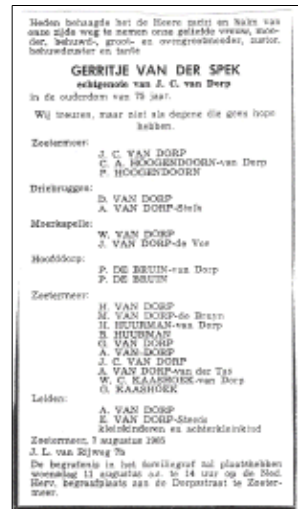 Heden behaagde het de Heere mijn en haks van
onze zijde weg te nemen onze geliefde vrouw, moe-
der, behuwd-, groot- en overgrootmoeder, zuster,
behuwdzuster en tante
GERRITJE VAN DER SPEK
echtgenote van J. C. van Dorp
in de ouderdom van 75 jaar.
Wij treuren, maar niet als degene die geen hope
hebben.
Zoetermeer:
J. C. VAN DORP
C. A. HOOGENDOORN-van Dorp
P. HOOGENDOORN
Driebruggen:
D. VAN DORP
A. VAN DORP-Stolk
Moerkapelle:
W. VAN DORP
J. VAN DORP-de Vos
Hoofddorp:
P. DE BRUIN-van Dorp
P. DE BRUIN
Zoetermeer:
H. VAN DORP
M. VAN DORP-de Bruyn
H. HUURMAN-van Dorp
B. HUURMAN
G. VAN DORP
A. VAN DORP
J. C. VAN DORP
A. VAN DORP-van der Tas
W. C. KAASHOEK-van Dorp
G. KAASHOEK
Leiden:
A. VAN DORP
E. VAN DORP-Steens
kleinkinderen en achterkleinkind
Zoetermeer, 7 augustus 1965
J. L. van Rijweg 7b
De begrafenis in het familiegraf zal plaatshebben
woensdag 11 augustus a.s. te 14 uur op de Ned.
Herv. begraafplaats aan de Dorpsstraat te Zoeter-
meer.